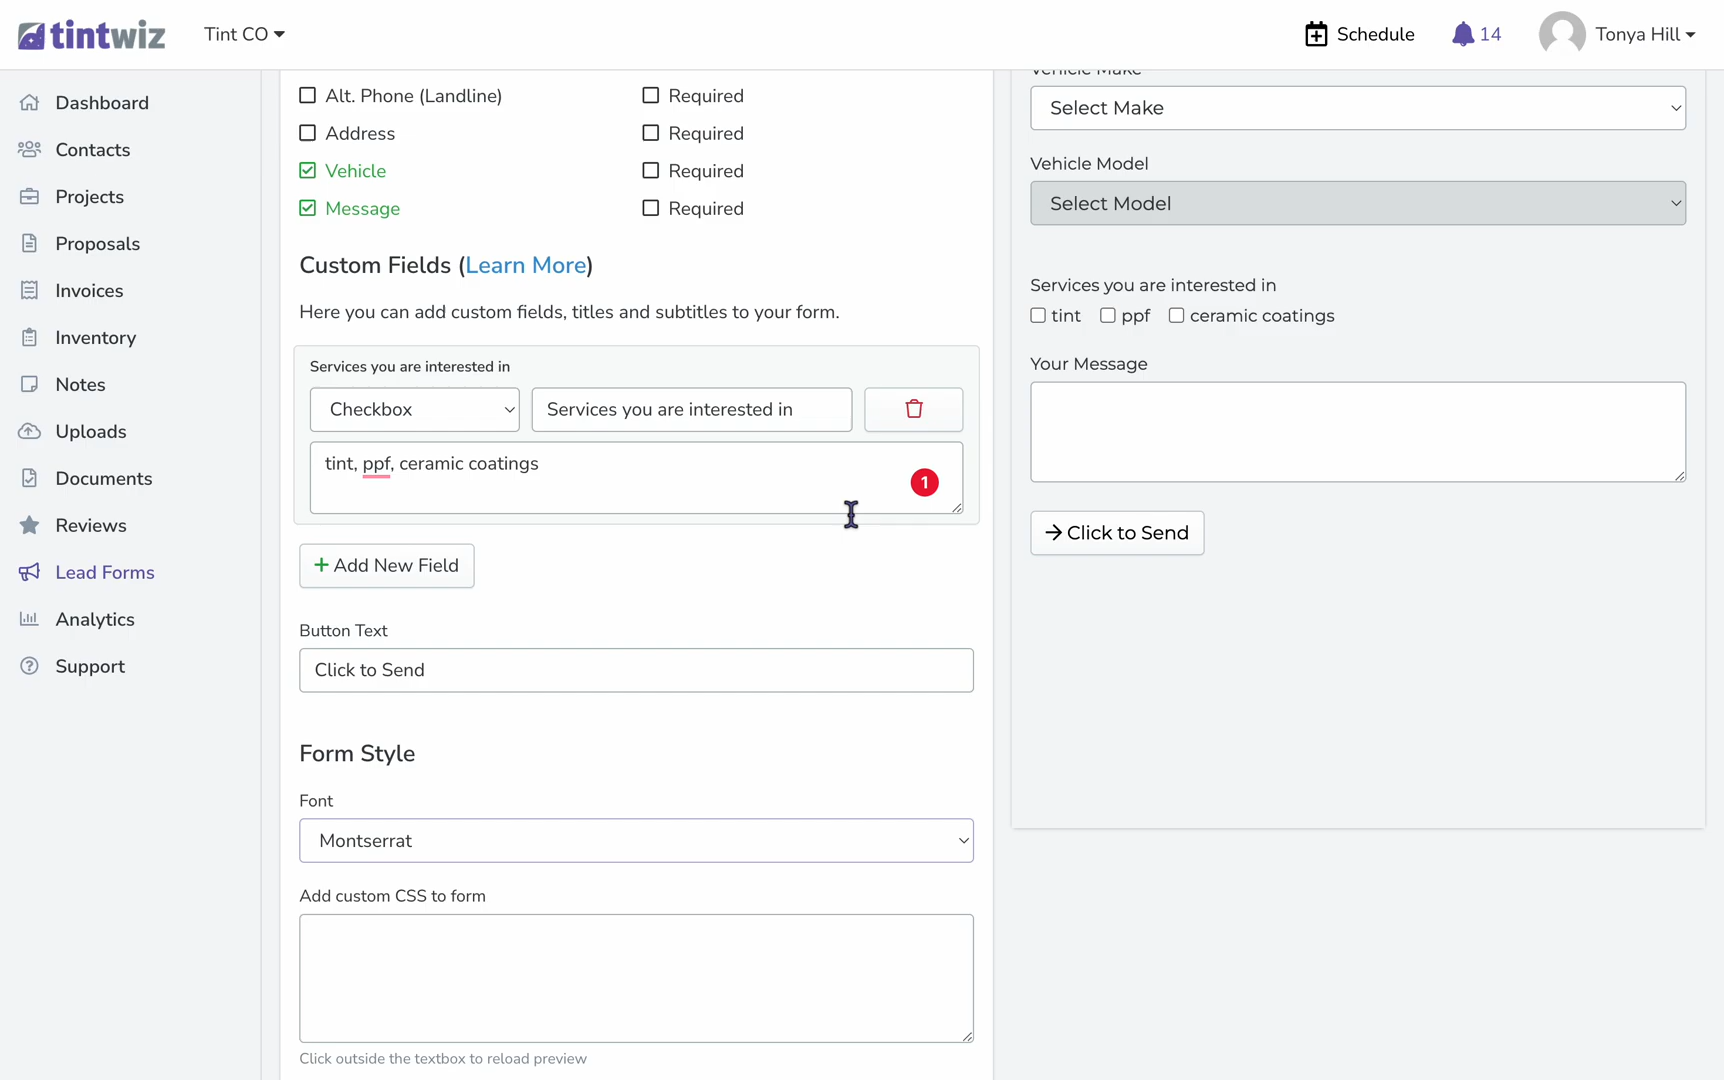 tintwiz
Tint CO
Schedule
14
Tonya Hill
Dashboard
Contacts
Projects
Proposals
Invoices
Inventory
Notes
Uploads
Documents
Reviews
Lead Forms
Analytics
Support
Alt. Phone (Landline)
Required
Address
Required
Vehicle
Required
Message
Required
Custom Fields (Learn More)
Here you can add custom fields, titles and subtitles to your form.
Services you are interested in
Checkbox
Services you are interested in
tint, ppf, ceramic coatings
1
Add New Field
Button Text
Click to Send
Form Style
Font
Montserrat
Add custom CSS to form
Click outside the textbox to reload preview
Vehicle Make
Select Make
Vehicle Model
Select Model
Services you are interested in
tint ppf ceramic coatings
Your Message
Click to Send